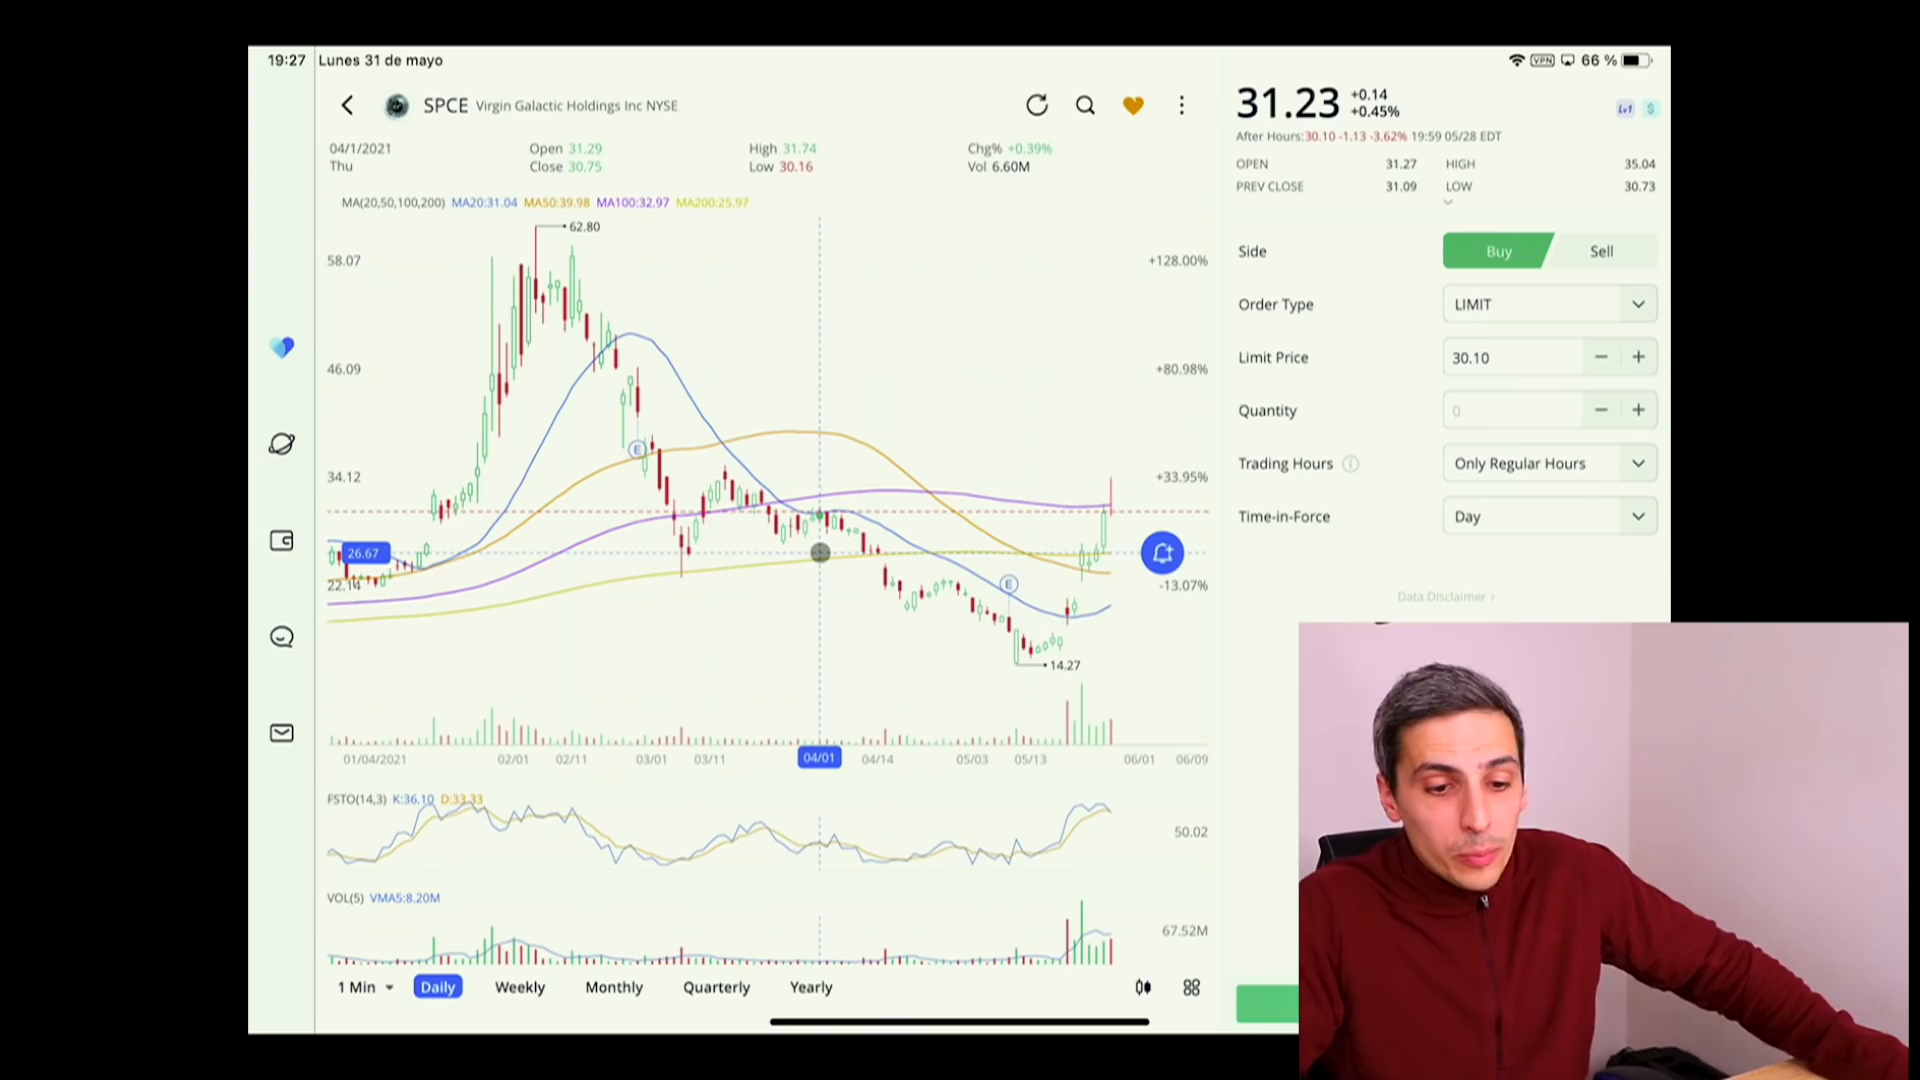 19:27 Lunes 31 de mayo
VPN 66 %
SPCE Virgin Galactic Holdings Inc NYSE
04/1/2021 Open 31.29 High 31.74 Chg% +0.39%
Thu Close 30.75 Low 30.16 Vol 6.60M
MA(20,50,100,200) MA20:31.04 MA50:39.98 MA100:32.97 MA200:25.97
62.80
58.07 +128.00%
46.09 +80.98%
E
34.12 +33.95%
26.67
22.14 -13.07%
E
14.27
01/04/2021 02/01 02/11 03/01 03/11 04/01 04/14 05/03 05/13 06/01 06/09
FSTO(14,3) K:36.10 D:33.33
50.02
VOL(5) VMA5:8.20M
67.52M
1 Min Daily Weekly Monthly Quarterly Yearly
31.23 +0.14
+0.45%
Lv1 $
After Hours:30.10 -1.13 -3.62% 19:59 05/28 EDT
OPEN 31.27 HIGH 35.04
PREV CLOSE 31.09 LOW 30.73
Side Buy Sell
Order Type LIMIT
Limit Price 30.10 − +
Quantity 0 − +
Trading Hours Only Regular Hours
Time-in-Force Day
Data Disclaimer >